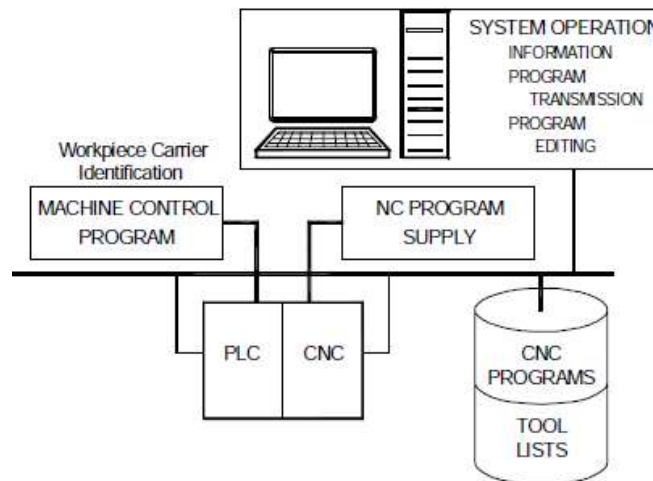 SYSTEM OPERATION
INFORMATION
PROGRAM
TRANSMISSION
PROGRAM
EDITING
Workpiece Carrier
Identification
MACHINE CONTROL
PROGRAM
NC PROGRAM
SUPPLY
PLC
CNC
CNC
PROGRAMS
TOOL
LISTS